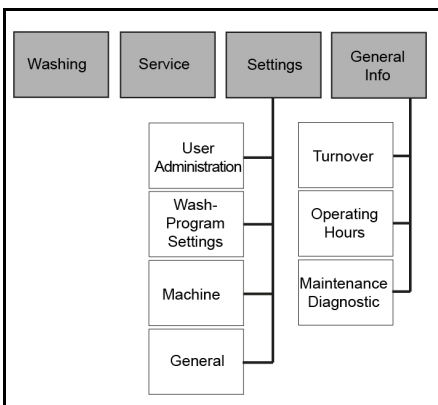 Washing
Service
Settings
General
Info
User
Administration
Wash-
Program
Settings
Machine
General
Turnover
Operating
Hours
Maintenance
Diagnostic